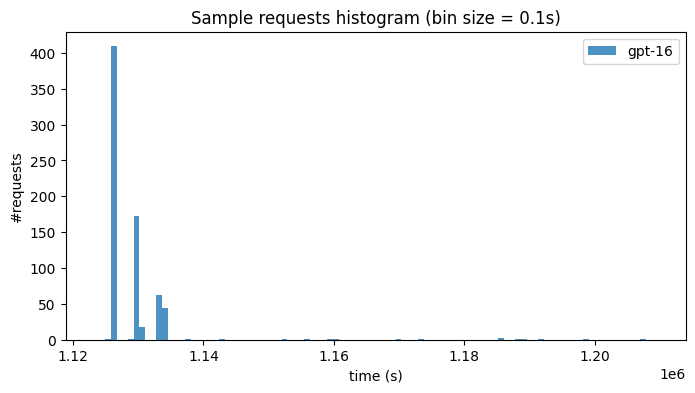 Sample requests histogram (bin size = 0.1s)
gpt-16
#requests
400
350
300
250
200
150
100
50
0
1.12 1.14 1.16 1.18 1.20
1e6
time (s)